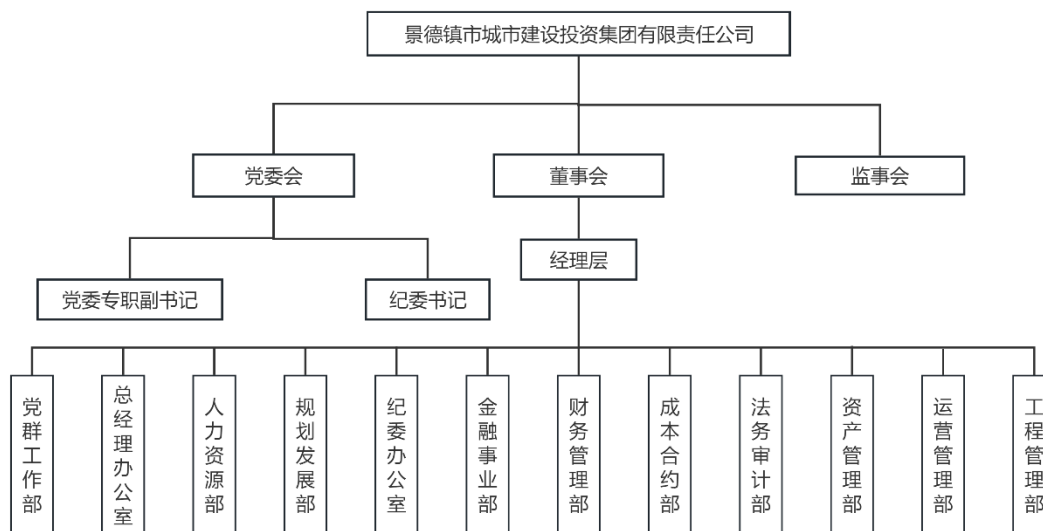 景德镇市城市建设投资集团有限责任公司
党委会
董事会
监事会
经理层
党委专职副书记
纪委书记
党群工作部
总经理办公室
人力资源部
规划发展部
纪委办公室
金融事业部
财务管理部
成本合约部
法务审计部
资产管理部
运营管理部
工程管理部